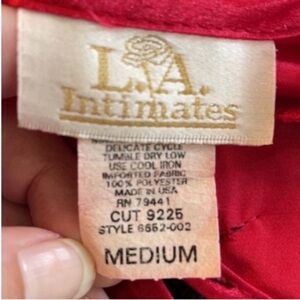 L.A.
Intimates
DELICATE CYCLE
TUMBLE DRY LOW
USE COOL IRON
IMPORTED FABRIC
100% POLYESTER
MADE IN USA
RN 79441
CUT 9225
STYLE 6652-002
MEDIUM